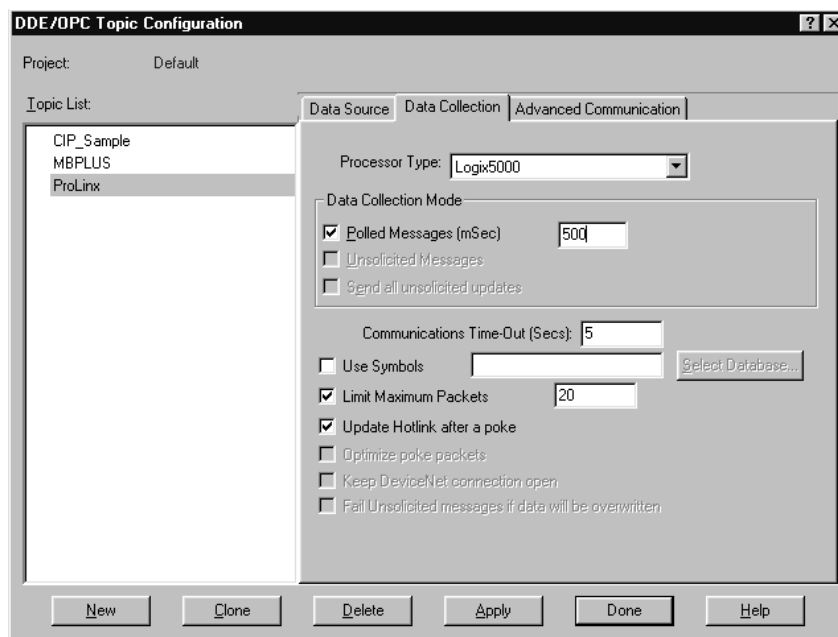 DDE/OPC Topic Configuration
Project: Default
Topic List:
CIP_Sample
MBPLUS
ProLinx
Data Source Data Collection Advanced Communication
Processor Type: Logix5000
Data Collection Mode
Polled Messages (mSec) 500
Unsolicited Messages
Send all unsolicited updates
Communications Time-Out (Secs): 5
Use Symbols Select Database...
Limit Maximum Packets 20
Update Hotlink after a poke
Optimize poke packets
Keep DeviceNet connection open
Fail Unsolicited messages if data will be overwritten
New Clone Delete Apply Done Help